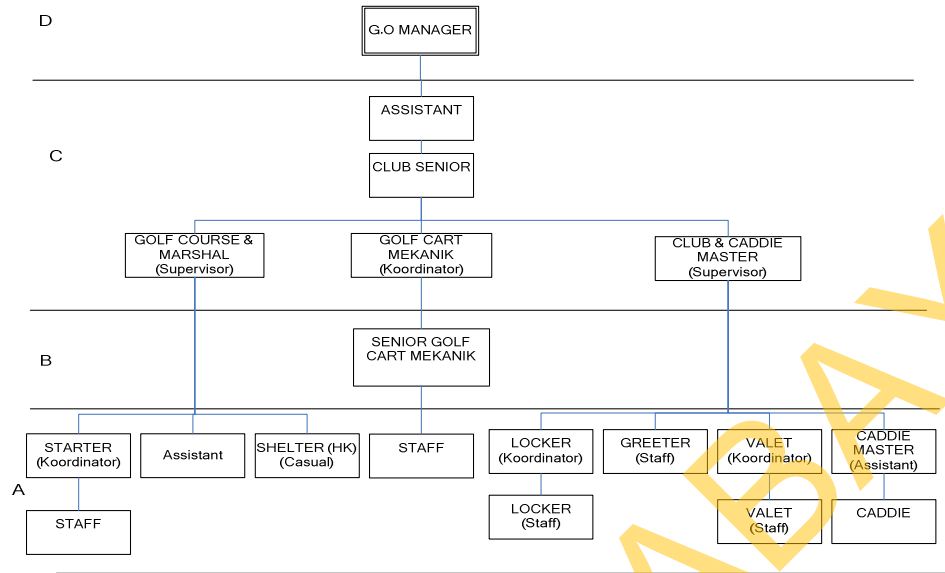 D
G.O MANAGER
ASSISTANT
C
CLUB SENIOR
GOLF COURSE &
MARSHAL
(Supervisor)
GOLF CART
MEKANIK
(Koordinator)
CLUB & CADDIE
MASTER
(Supervisor)
B
SENIOR GOLF
CART MEKANIK
STARTER
(Koordinator)
Assistant
SHELTER (HK)
(Casual)
STAFF
LOCKER
(Koordinator)
GREETER
(Staff)
VALET
(Koordinator)
CADDIE
MASTER
(Assistant)
A
STAFF
LOCKER
(Staff)
VALET
(Staff)
CADDIE
ABAY